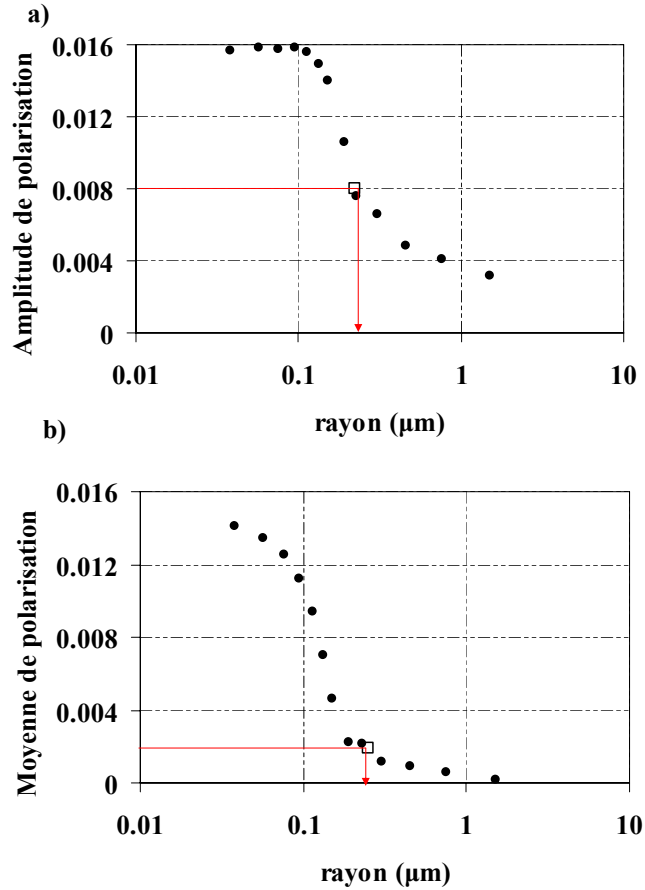 a)
Amplitude de polarisation
0.016
0.012
0.008
0.004
0
0.01 0.1 1 10
rayon (μm)
b)
Moyenne de polarisation
0.016
0.012
0.008
0.004
0
0.01 0.1 1 10
rayon (μm)